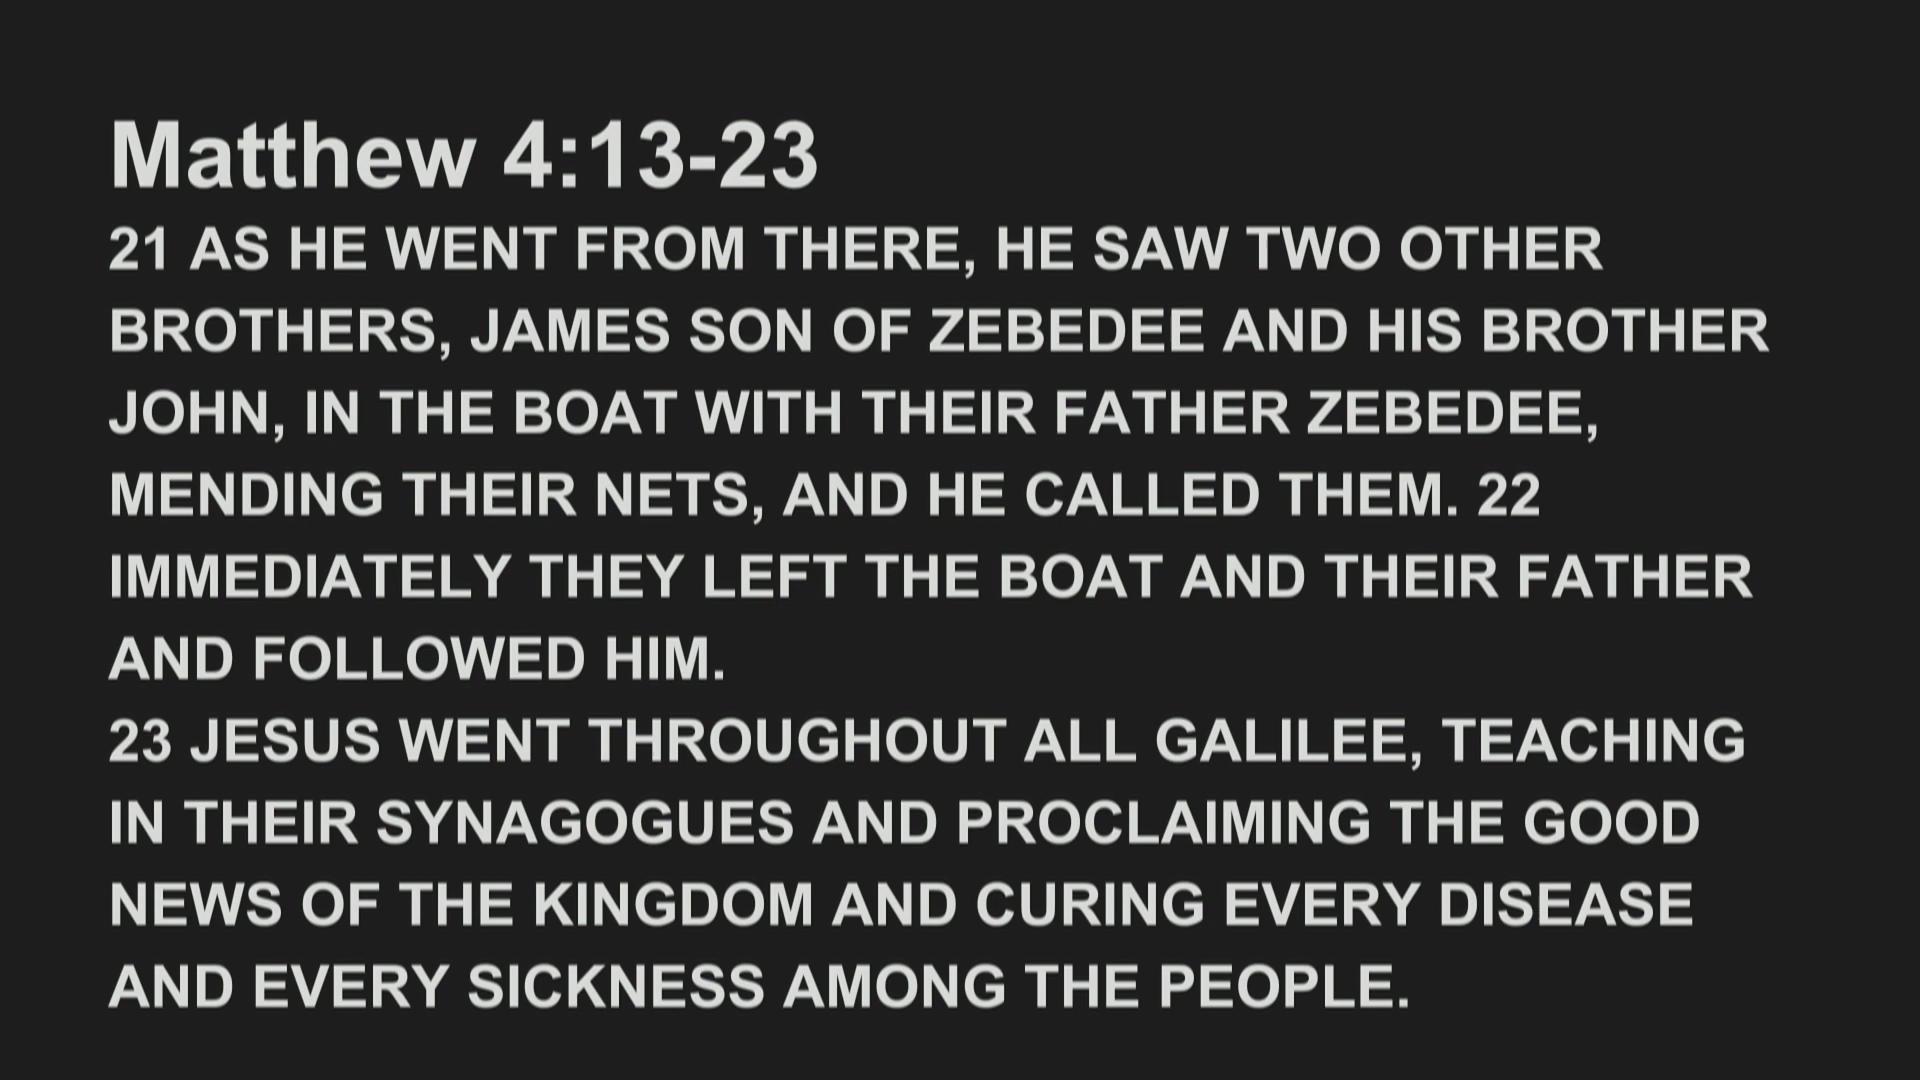 Matthew 4:13-23
21 AS HE WENT FROM THERE, HE SAW TWO OTHER
BROTHERS, JAMES SON OF ZEBEDEE AND HIS BROTHER
JOHN, IN THE BOAT WITH THEIR FATHER ZEBEDEE,
MENDING THEIR NETS, AND HE CALLED THEM. 22
IMMEDIATELY THEY LEFT THE BOAT AND THEIR FATHER
AND FOLLOWED HIM.
23 JESUS WENT THROUGHOUT ALL GALILEE, TEACHING
IN THEIR SYNAGOGUES AND PROCLAIMING THE GOOD
NEWS OF THE KINGDOM AND CURING EVERY DISEASE
AND EVERY SICKNESS AMONG THE PEOPLE.